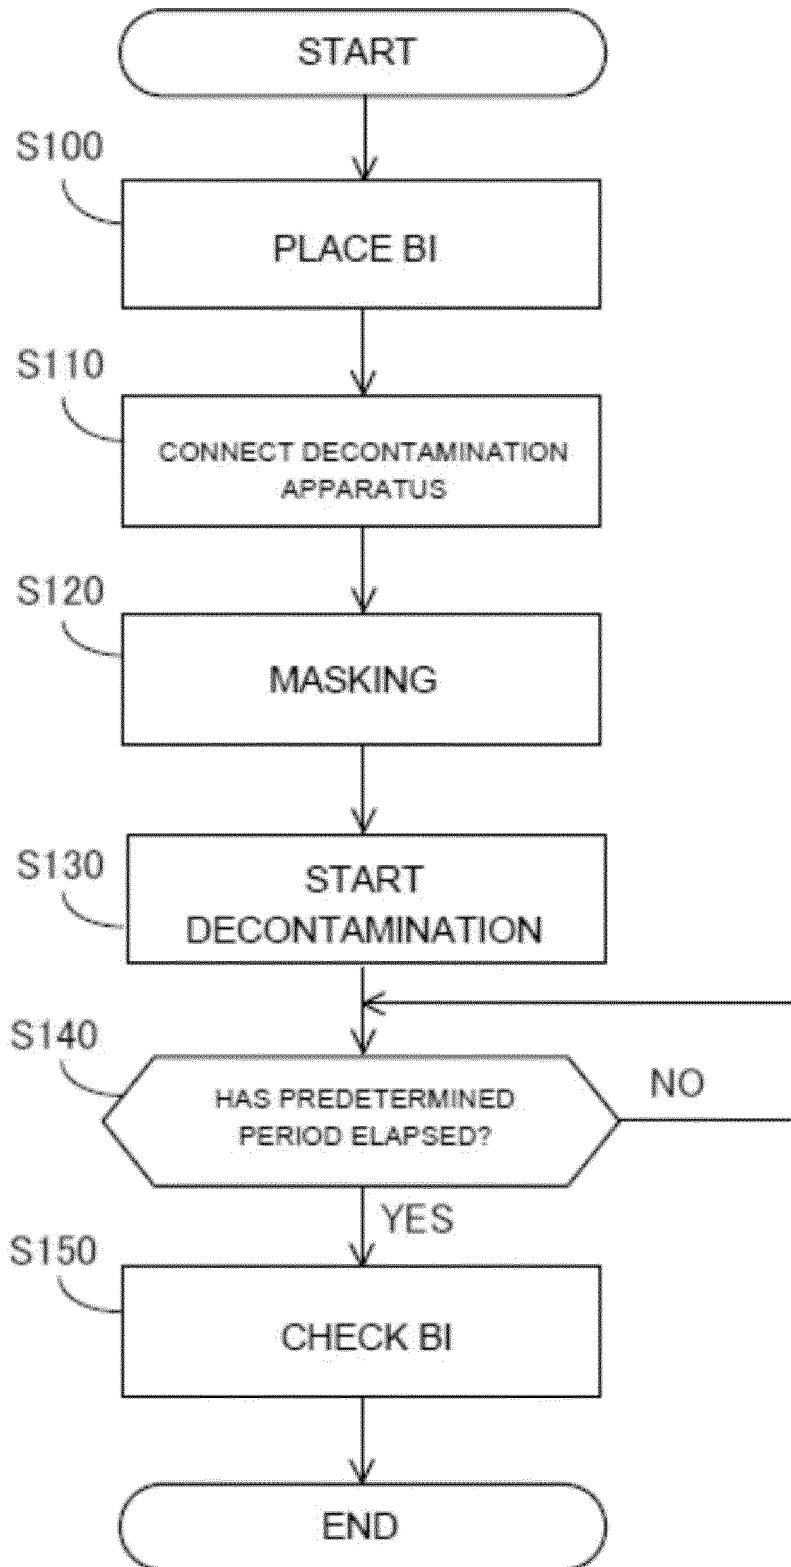 START
S100
PLACE BI
S110
CONNECT DECONTAMINATION
APPARATUS
S120
MASKING
S130
START
DECONTAMINATION
S140
HAS PREDETERMINED
PERIOD ELAPSED?
NO
YES
S150
CHECK BI
END